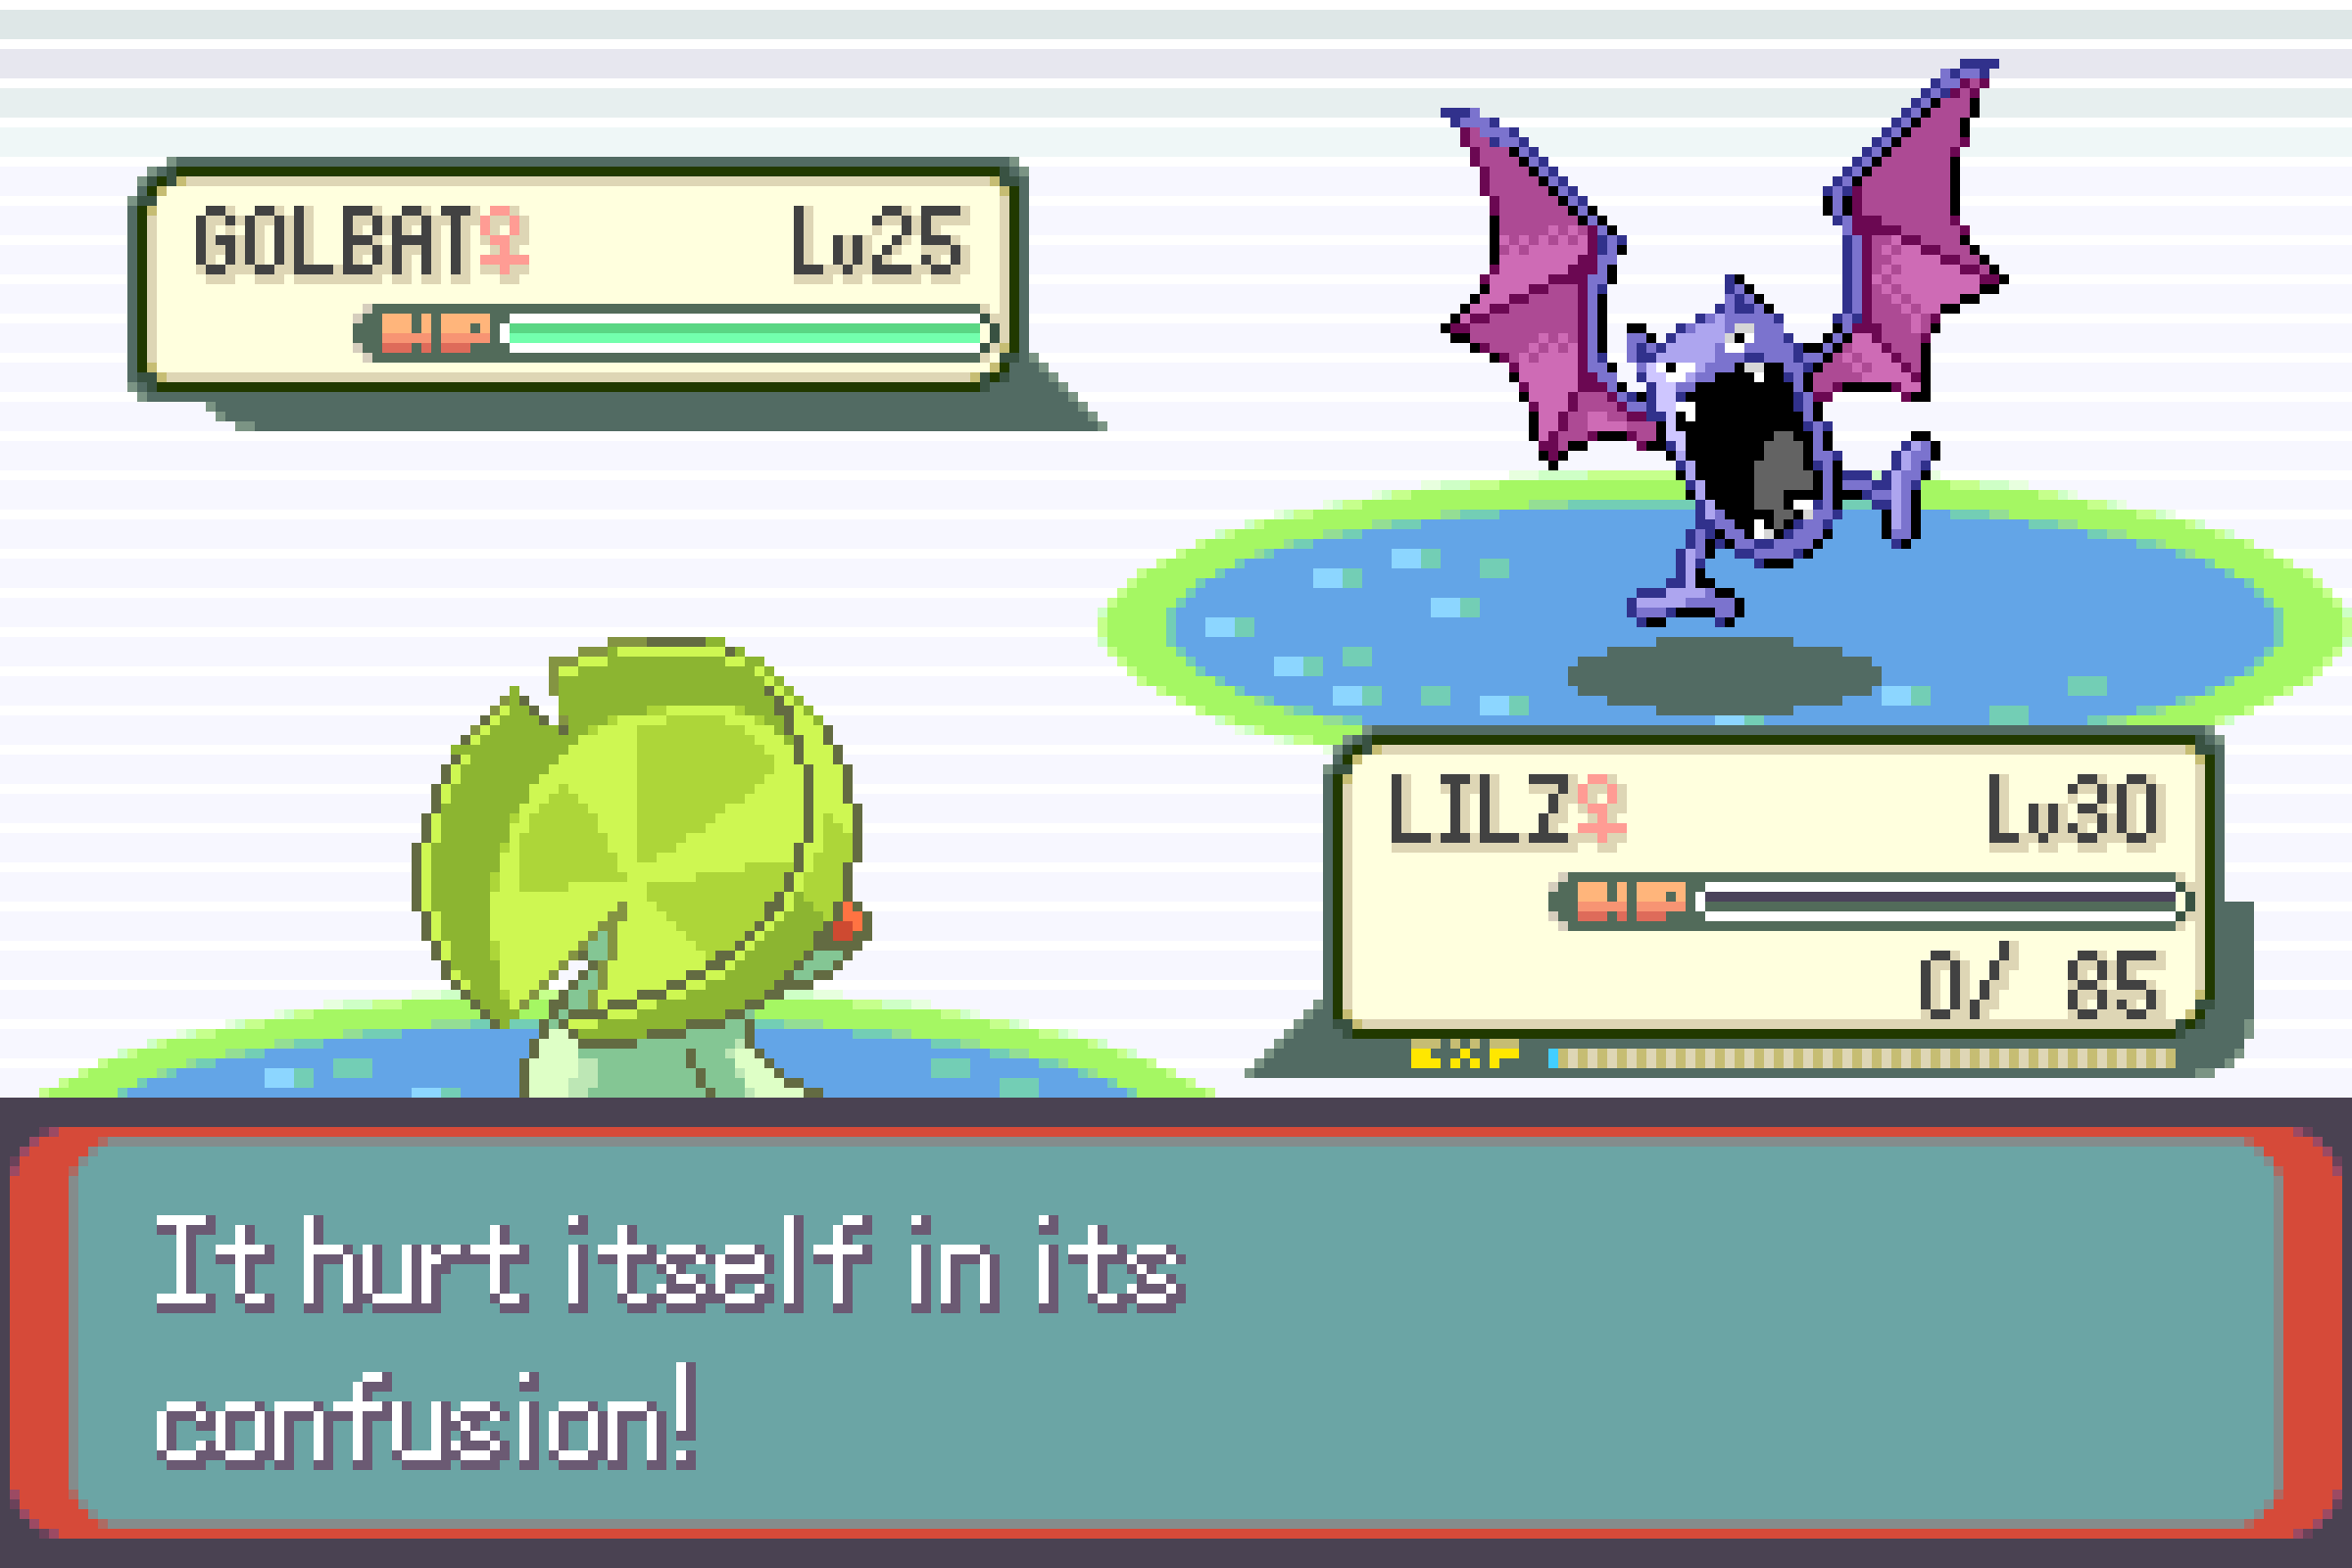 GOLBAT♀ Lv25
HP
LILZ♀ Lv30
HP
0/ 85
EXP
It hurt itself in its
confusion!